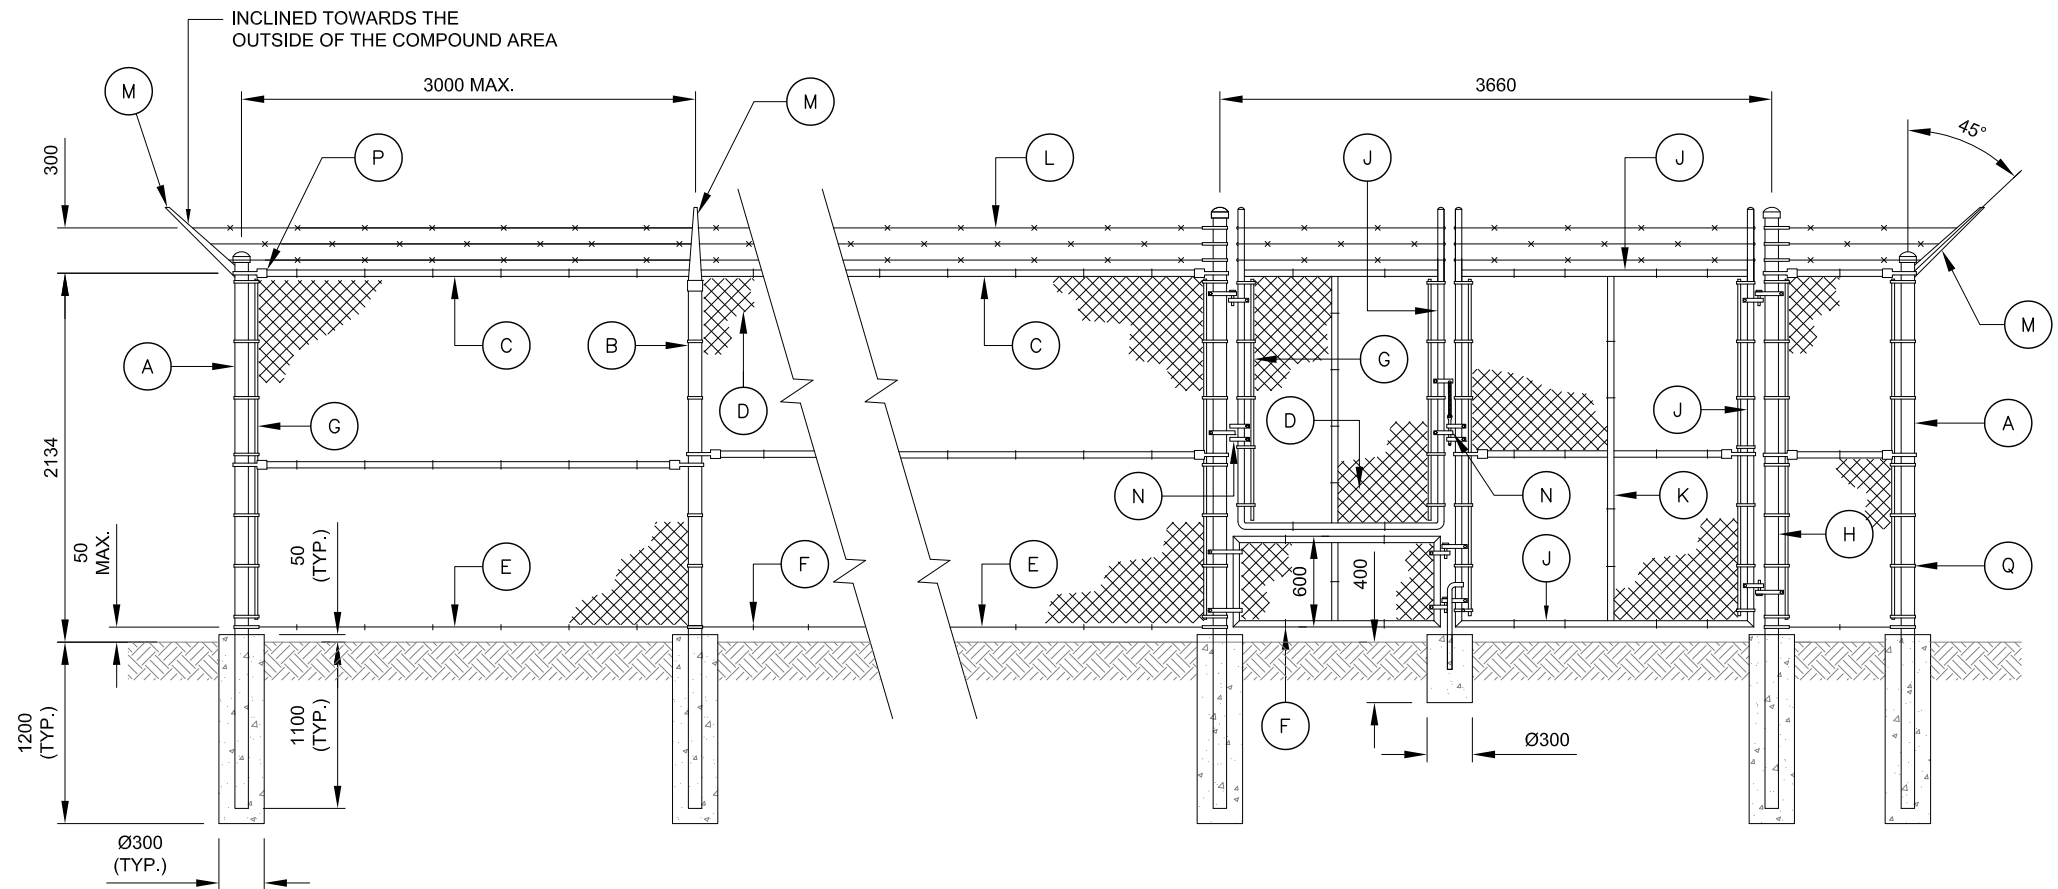 INCLINED TOWARDS THE
OUTSIDE OF THE COMPOUND AREA
M
3000 MAX.
M
3660
45°
300
P
L
J
J
M
A
C
B
C
G
D
G
D
J
A
2134
N
N
K
H
50
MAX.
50
(TYP.)
E
F
E
600
400
J
Q
1200
(TYP.)
1100
(TYP.)
F
Ø300
Ø300
(TYP.)